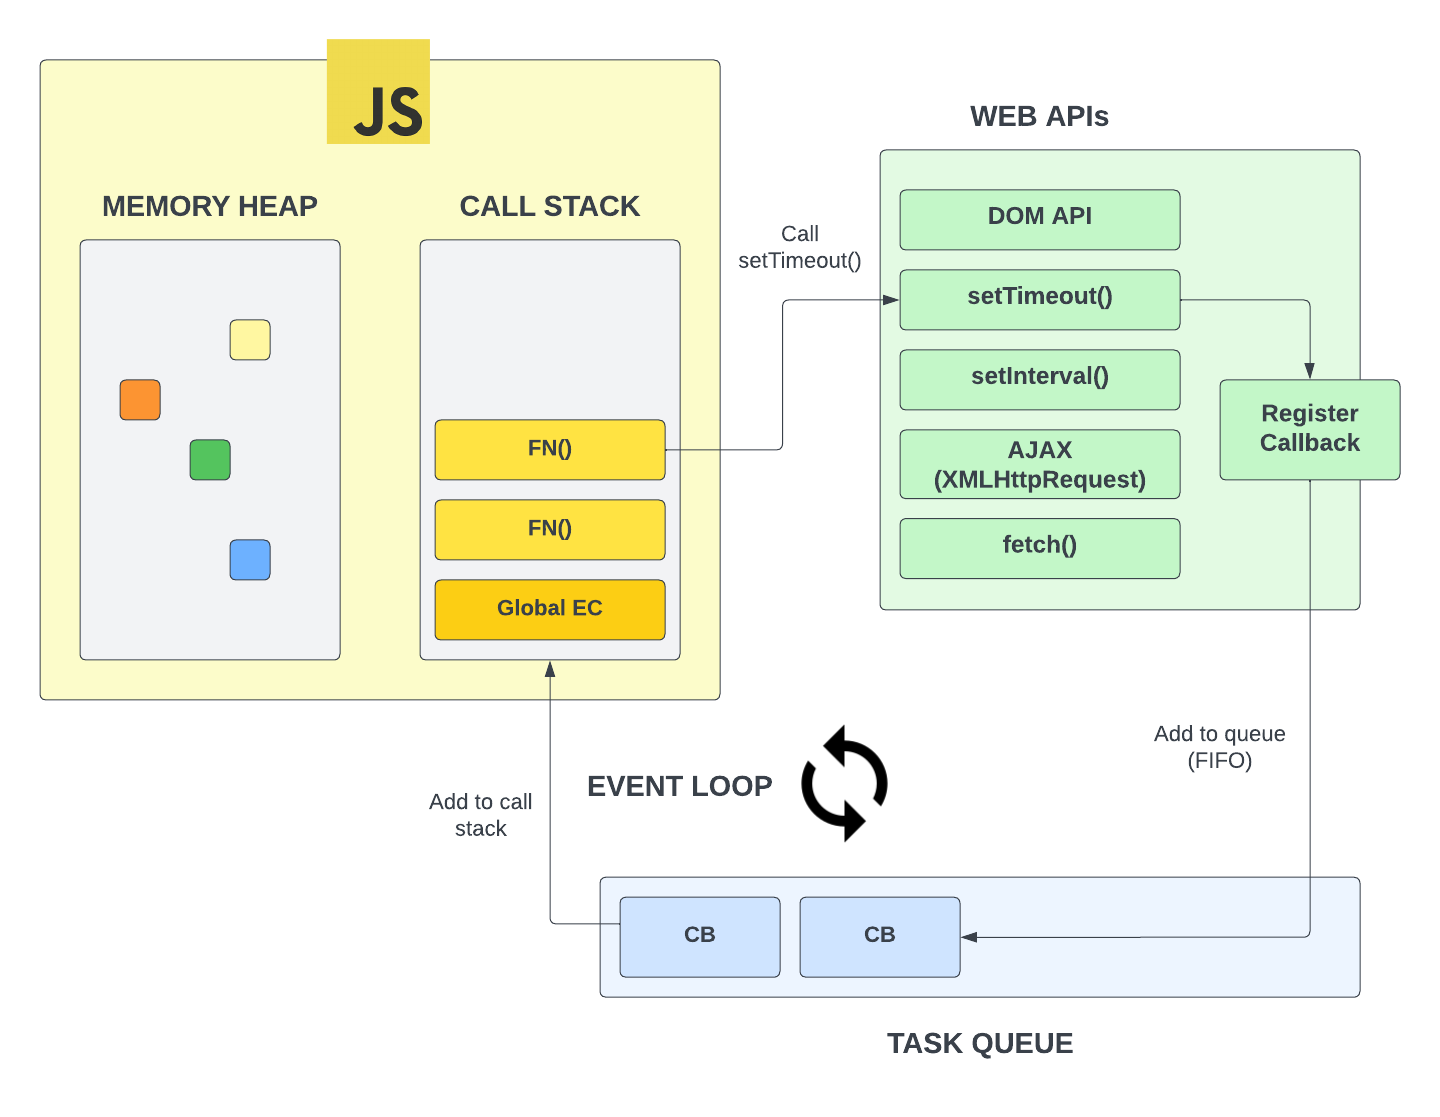 JS
MEMORY HEAP
CALL STACK
FN()
FN()
Global EC
Call
setTimeout()
WEB APIs
DOM API
setTimeout()
setInterval()
AJAX
(XMLHttpRequest)
fetch()
Register
Callback
Add to queue
(FIFO)
EVENT LOOP
Add to call
stack
CB
CB
TASK QUEUE